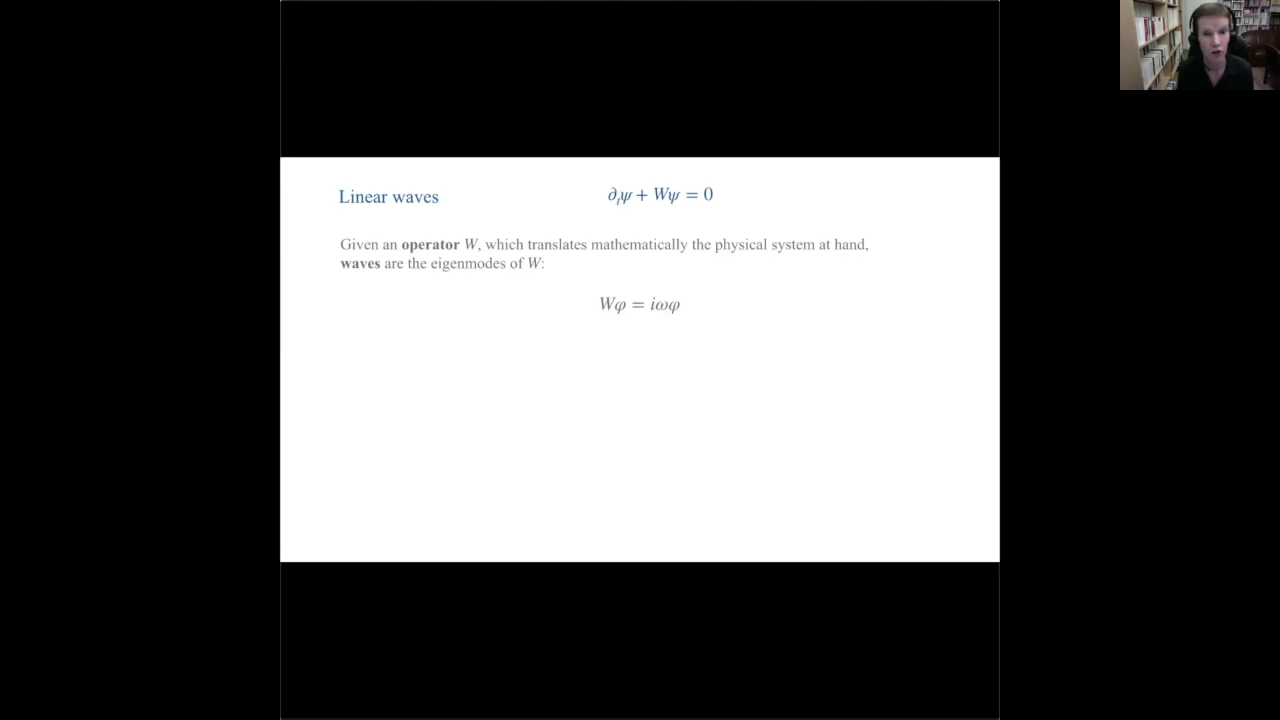 Linear waves
∂ₜψ + Wψ = 0
Given an operator W, which translates mathematically the physical system at hand,
waves are the eigenmodes of W:
Wφ = iωφ